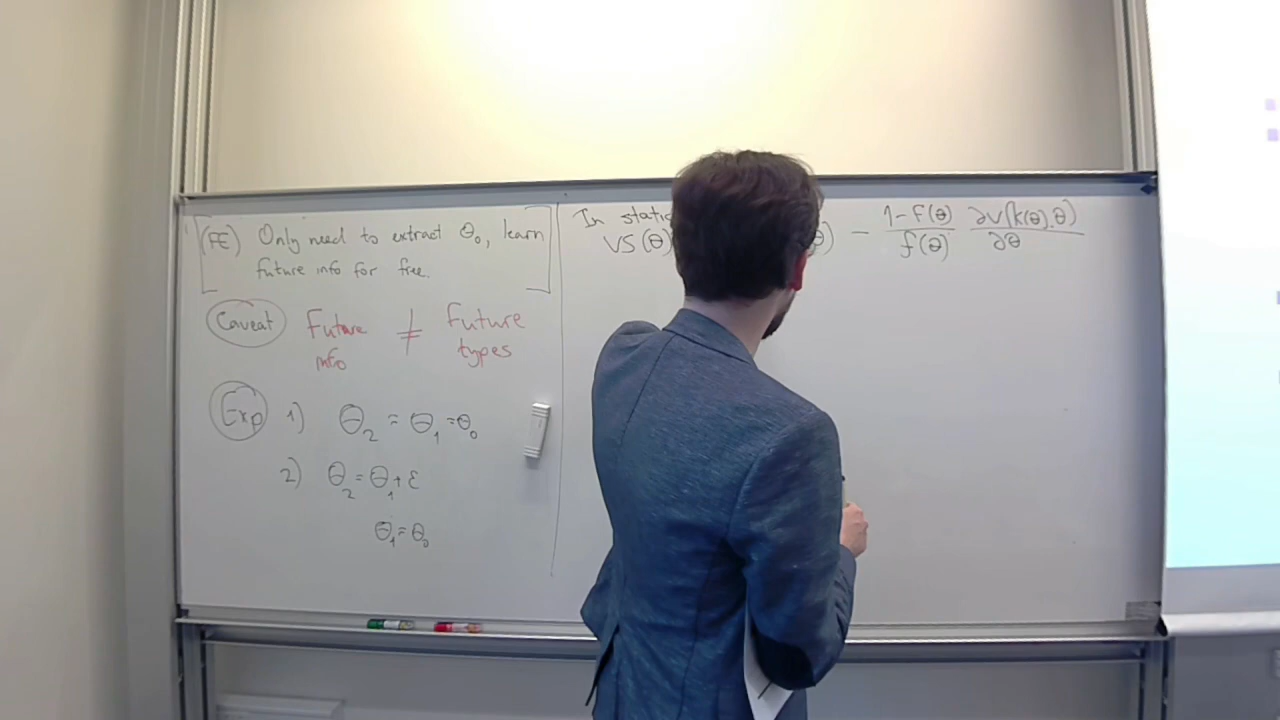 (FE) Only need to extract θ₀, learn
future info for free.
Caveat Future info ≠ Future types
Exp 1) θ₂ = θ₁ = θ₀
2) θ₂ = θ₁ + ε
θ₁ = θ₀
In static
VS(θ) θ) − (1 − F(θ))/f(θ) ∂v(k(θ),θ)/∂θ